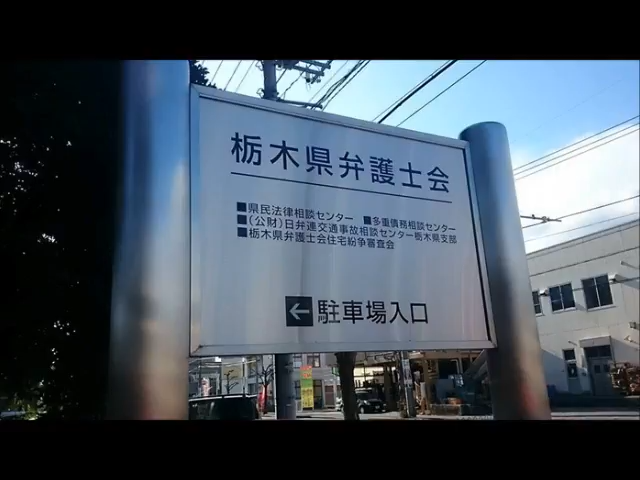 栃木県弁護士会
■県民法律相談センター ■多重債務相談センター
■(公財)日弁連交通事故相談センター栃木県支部
■栃木県弁護士会住宅紛争審査会
←駐車場入口